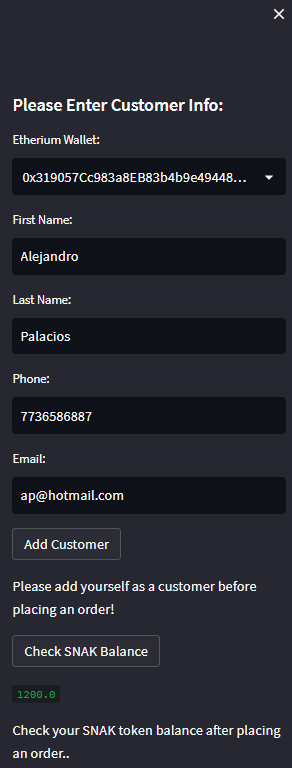 Please Enter Customer Info:
Etherium Wallet:
0x319057Cc983a8EB83b4b9e49448...
First Name:
Alejandro
Last Name:
Palacios
Phone:
7736586887
Email:
ap@hotmail.com
Add Customer
Please add yourself as a customer before
placing an order!
Check SNAK Balance
1200.0
Check your SNAK token balance after placing
an order..